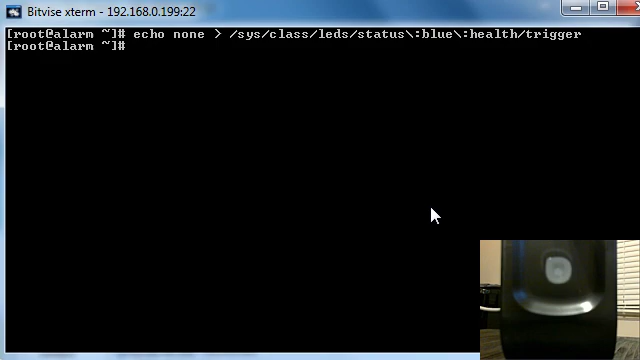 Bitvise xterm - 192.168.0.199:22
[root@alarm ~]# echo none > /sys/class/leds/status\:blue\:health/trigger
[root@alarm ~]#